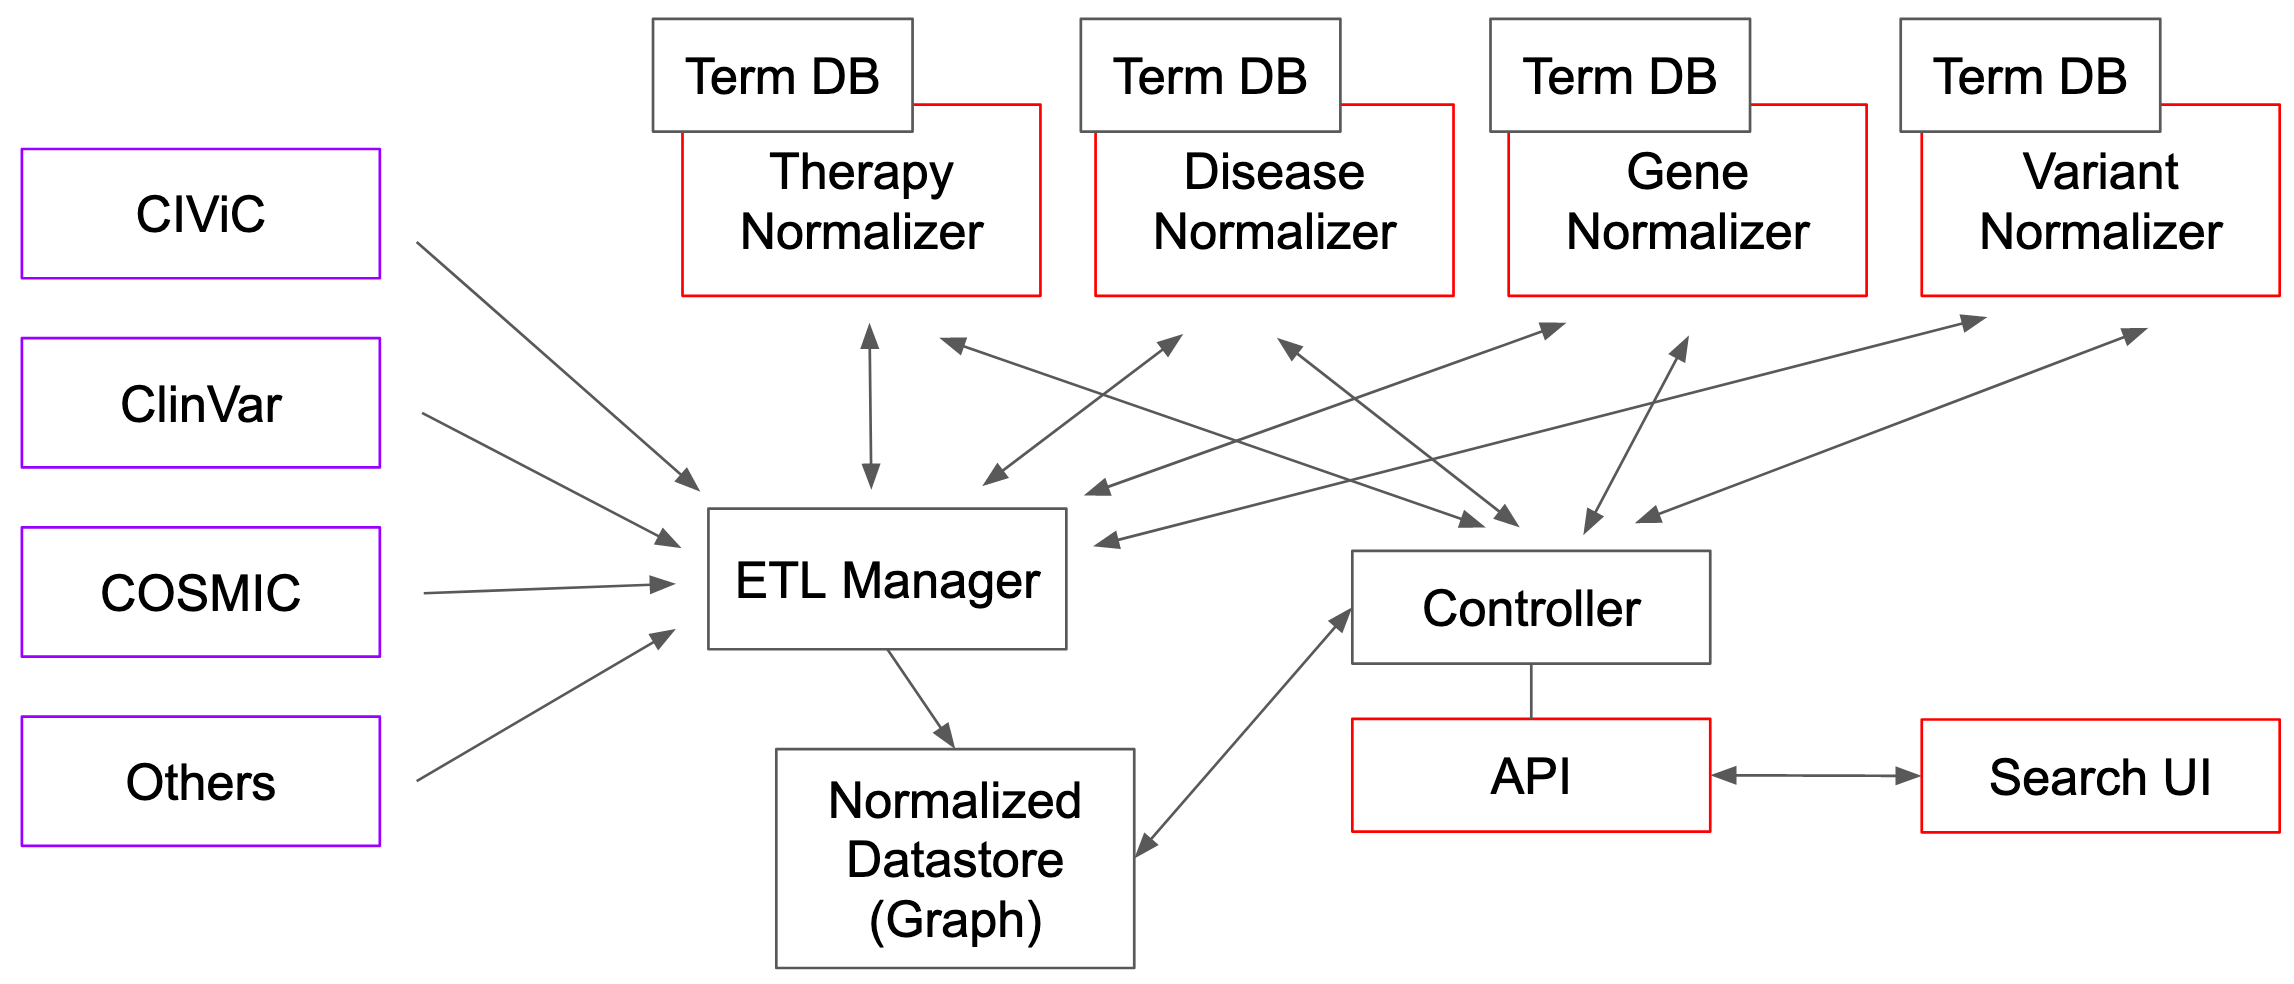 Term DB
Term DB
Term DB
Term DB
Therapy
Normalizer
Disease
Normalizer
Gene
Normalizer
Variant
Normalizer
CIViC
ClinVar
COSMIC
Others
ETL Manager
Controller
Normalized
Datastore
(Graph)
API
Search UI